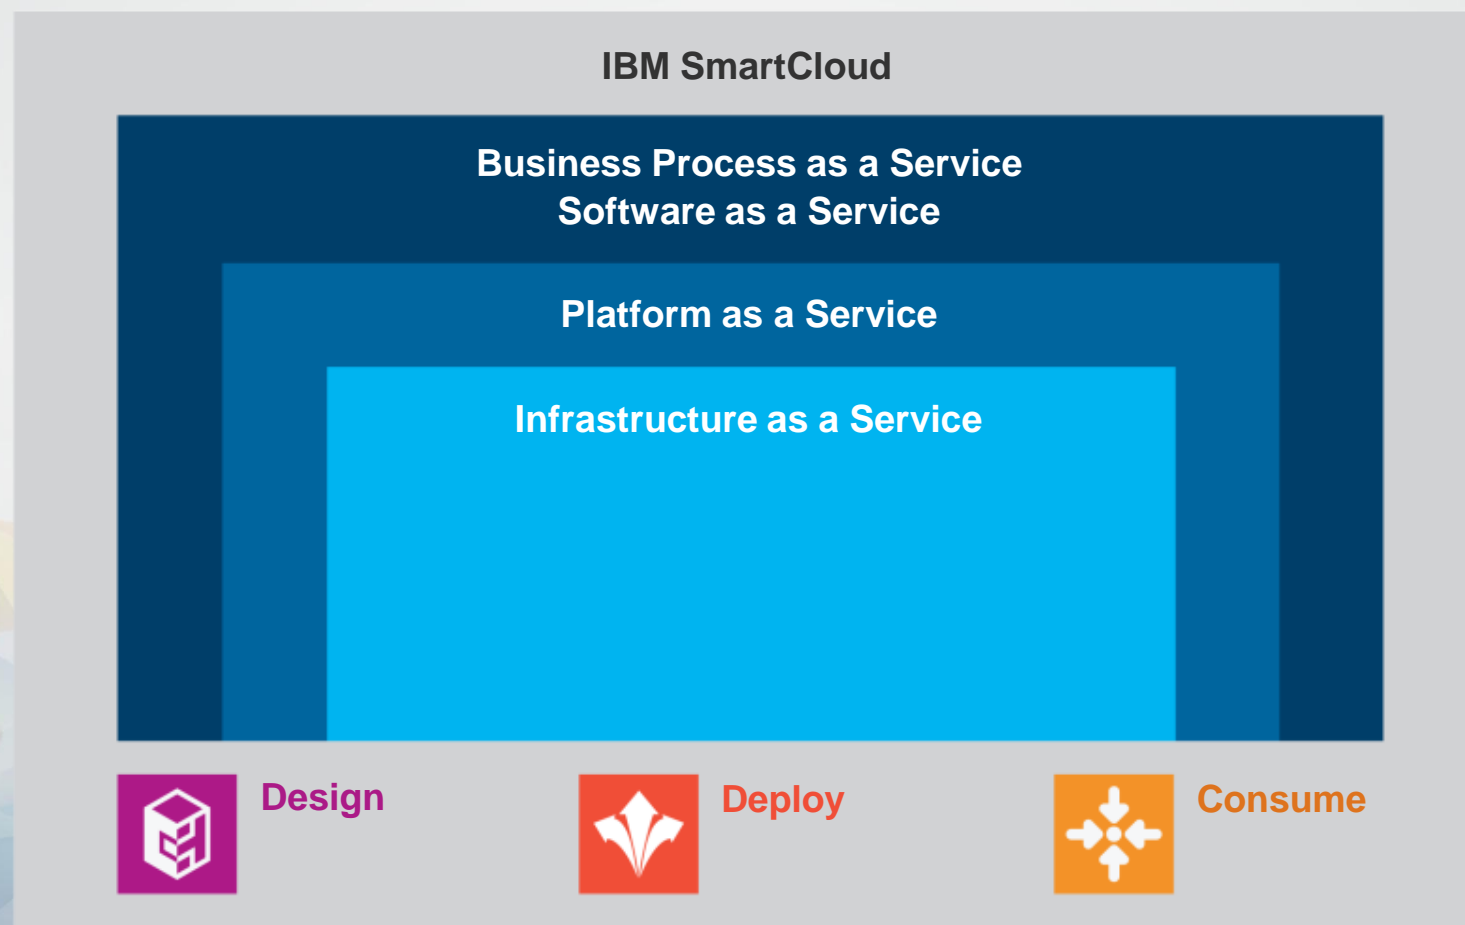 IBM SmartCloud
Business Process as a Service
Software as a Service
Platform as a Service
Infrastructure as a Service
Design
Deploy
Consume